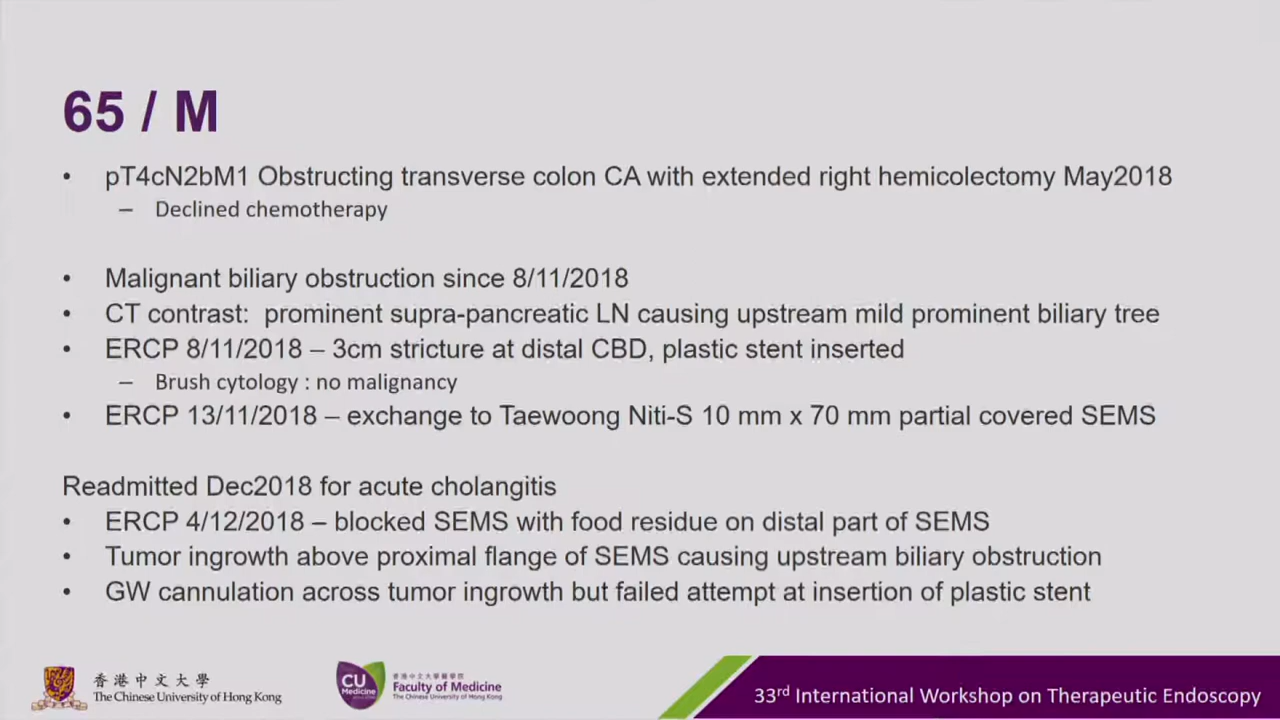 65 / M
• pT4cN2bM1 Obstructing transverse colon CA with extended right hemicolectomy May2018
– Declined chemotherapy
• Malignant biliary obstruction since 8/11/2018
• CT contrast:  prominent supra-pancreatic LN causing upstream mild prominent biliary tree
• ERCP 8/11/2018 – 3cm stricture at distal CBD, plastic stent inserted
– Brush cytology : no malignancy
• ERCP 13/11/2018 – exchange to Taewoong Niti-S 10 mm x 70 mm partial covered SEMS
Readmitted Dec2018 for acute cholangitis
• ERCP 4/12/2018 – blocked SEMS with food residue on distal part of SEMS
• Tumor ingrowth above proximal flange of SEMS causing upstream biliary obstruction
• GW cannulation across tumor ingrowth but failed attempt at insertion of plastic stent
香港中文大學
The Chinese University of Hong Kong
CU
Medicine
香港中文大學醫學院
Faculty of Medicine
The Chinese University of Hong Kong
33rd International Workshop on Therapeutic Endoscopy